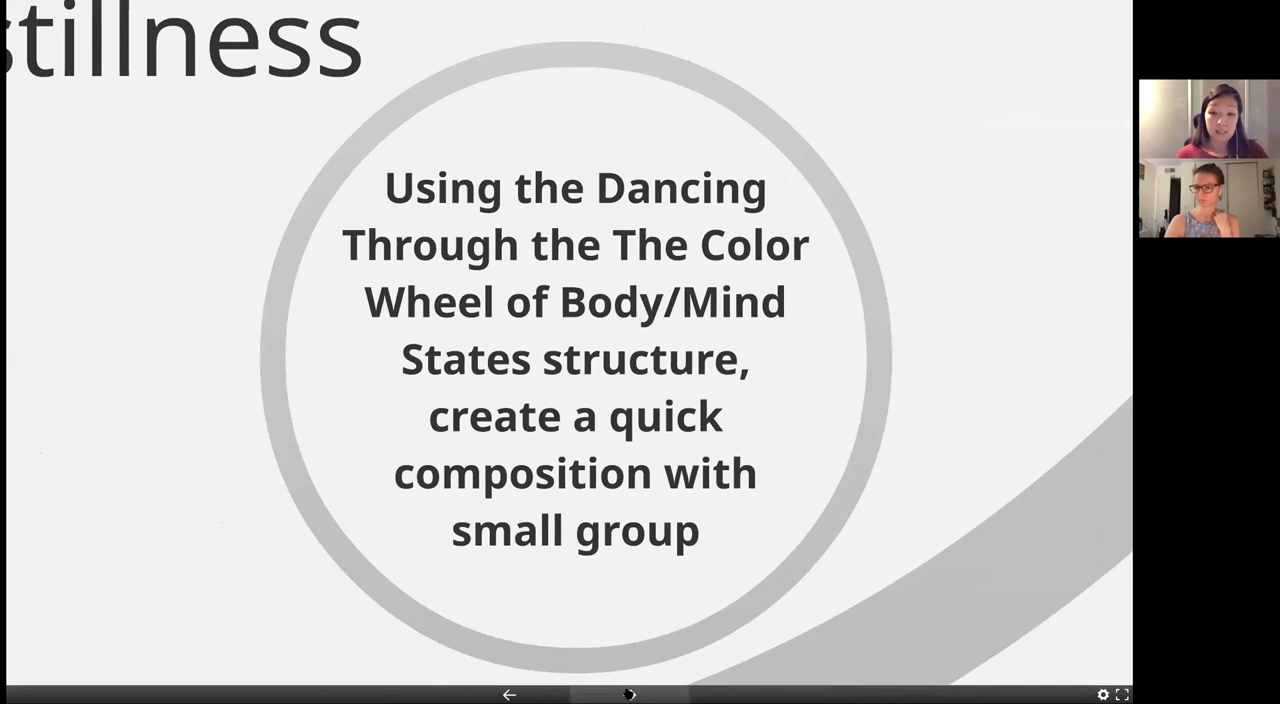 stillness
Using the Dancing
Through the The Color
Wheel of Body/Mind
States structure,
create a quick
composition with
small group